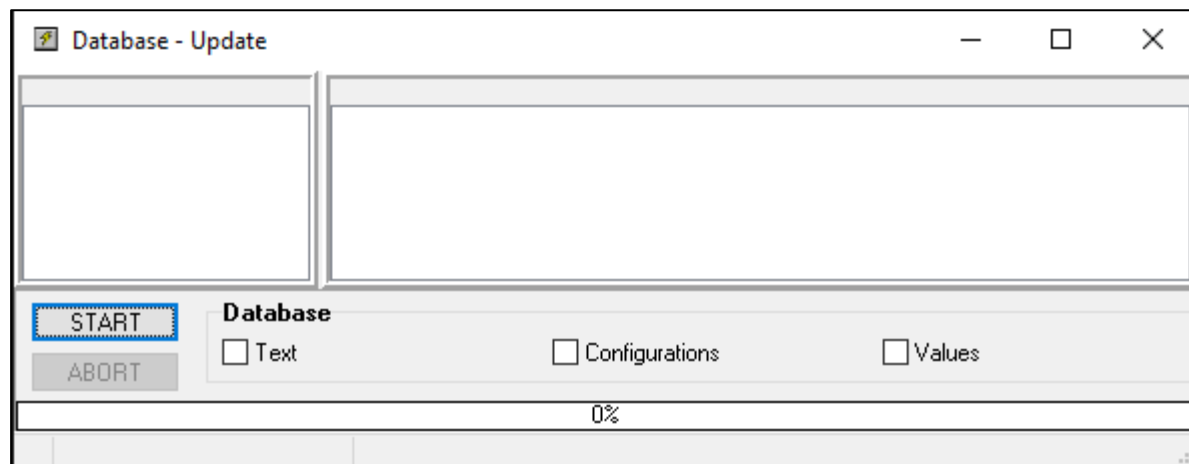 Database - Update
START
Database
Text Configurations Values
ABORT
0%